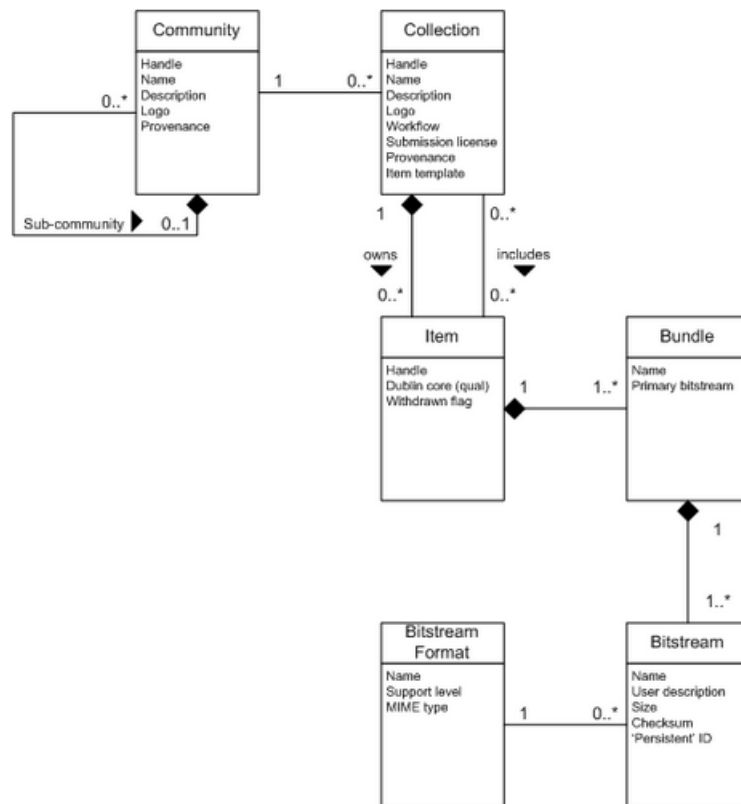 Community
Handle
Name
Description
Logo
Provenance
Collection
Handle
Name
Description
Logo
Workflow
Submission license
Provenance
Item template
1
0..*
0..*
Sub-community
0..1
1
0..*
owns
includes
0..*
0..*
Item
Handle
Dublin core (qual)
Withdrawn flag
Bundle
Name
Primary bitstream
1
1..*
1
1..*
Bitstream
Format
Name
Support level
MIME type
Bitstream
Name
User description
Size
Checksum
'Persistent' ID
1
0..*